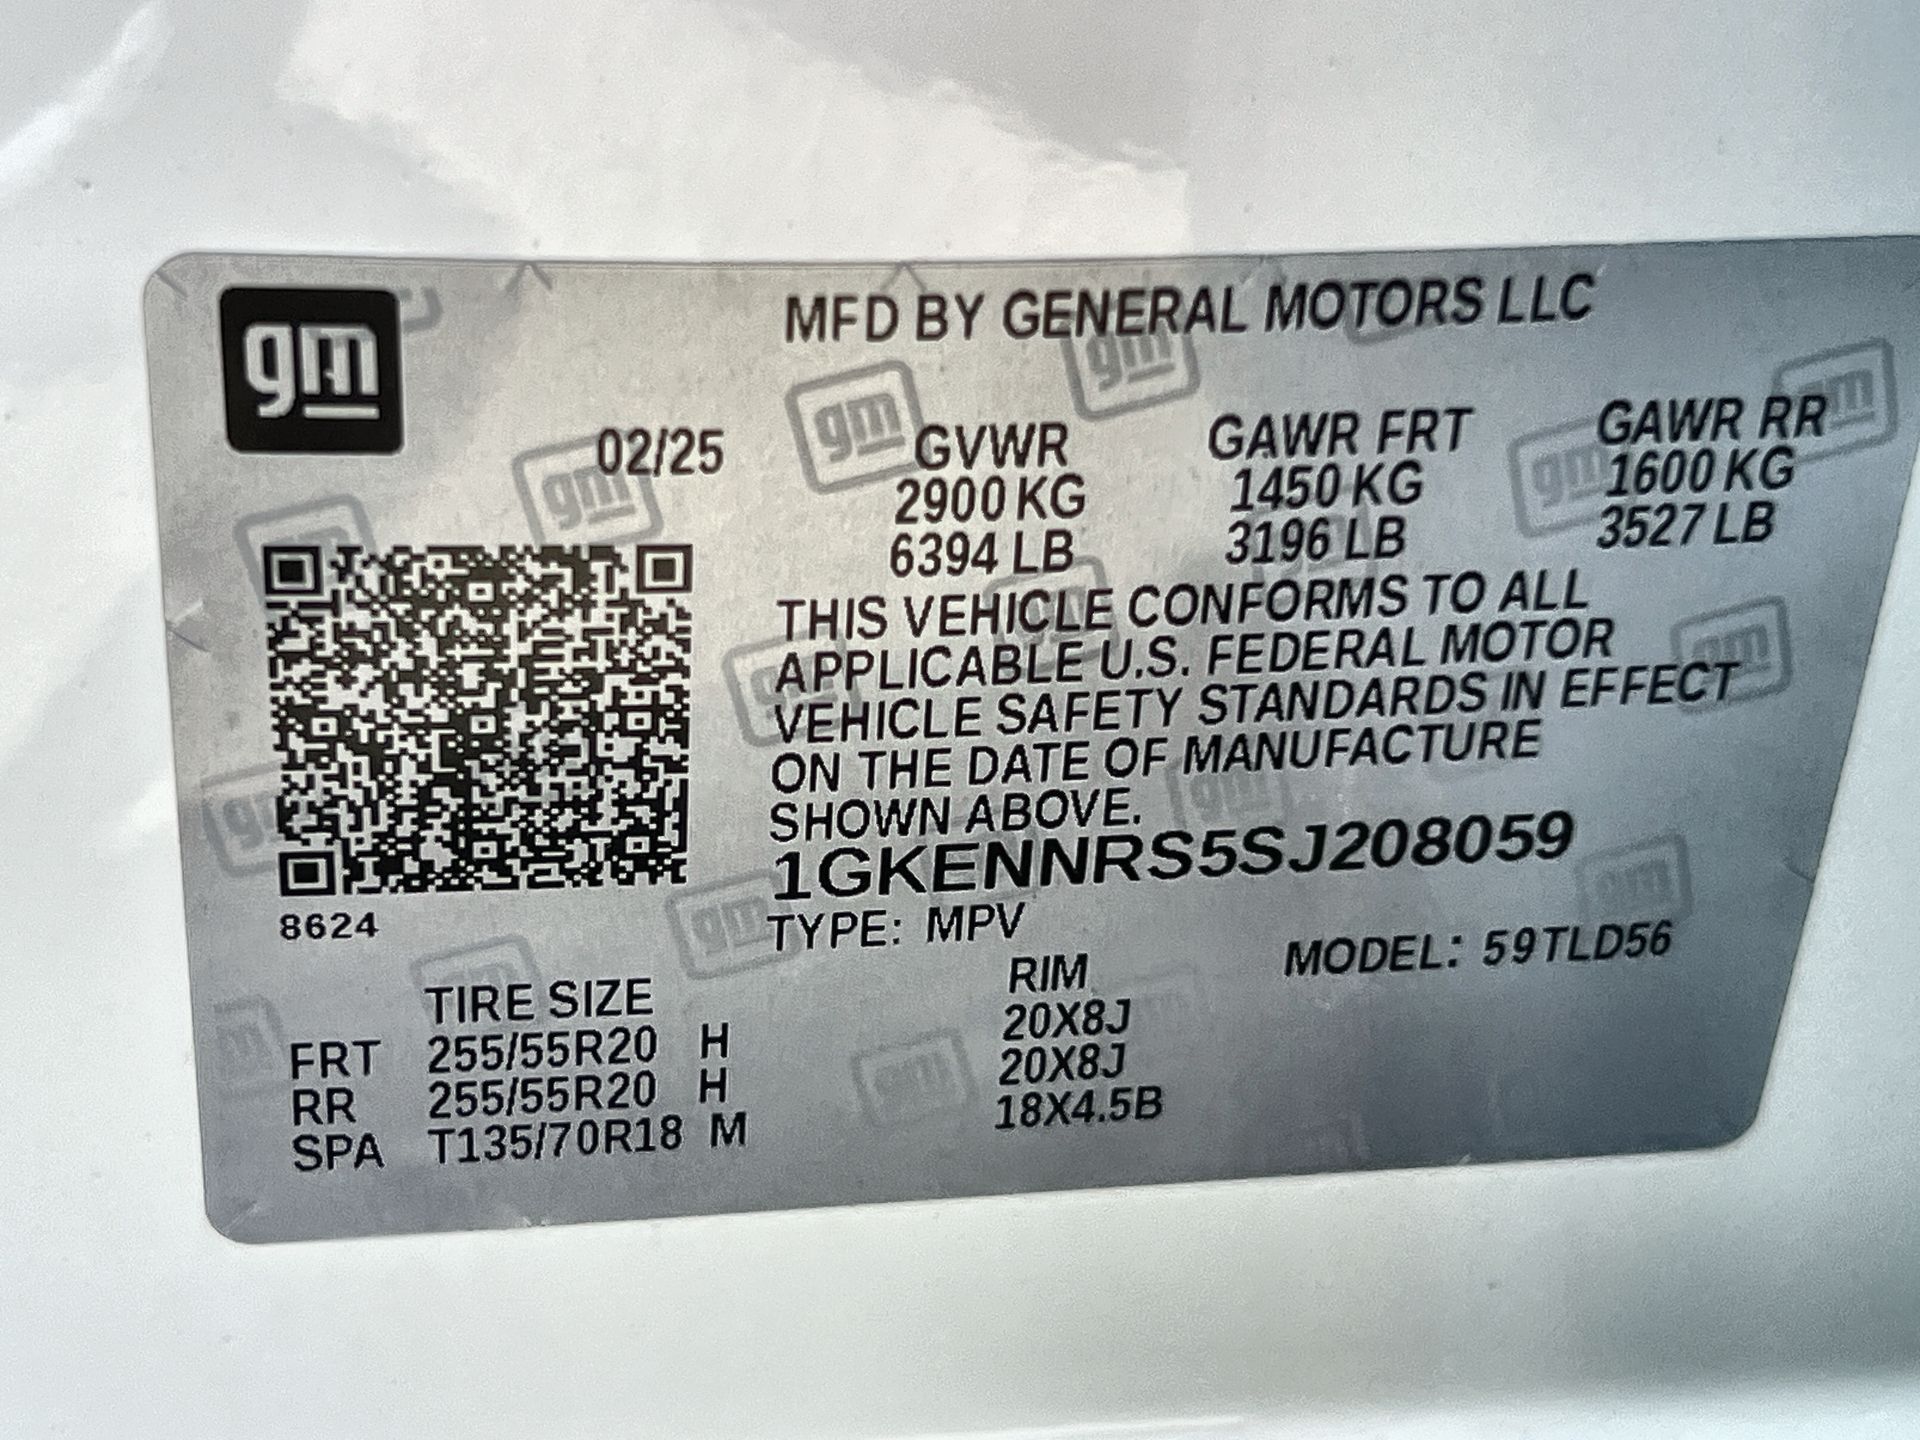 gm
MFD BY GENERAL MOTORS LLC
02/25
GVWR GAWR FRT GAWR RR
2900 KG 1450 KG 1600 KG
6394 LB 3196 LB 3527 LB
THIS VEHICLE CONFORMS TO ALL
APPLICABLE U.S. FEDERAL MOTOR
VEHICLE SAFETY STANDARDS IN EFFECT
ON THE DATE OF MANUFACTURE
SHOWN ABOVE.
1GKENNRS5SJ208059
8624
TYPE: MPV MODEL: 59TLD56
TIRE SIZE RIM
FRT 255/55R20 H 20X8J
RR 255/55R20 H 20X8J
SPA T135/70R18 M 18X4.5B